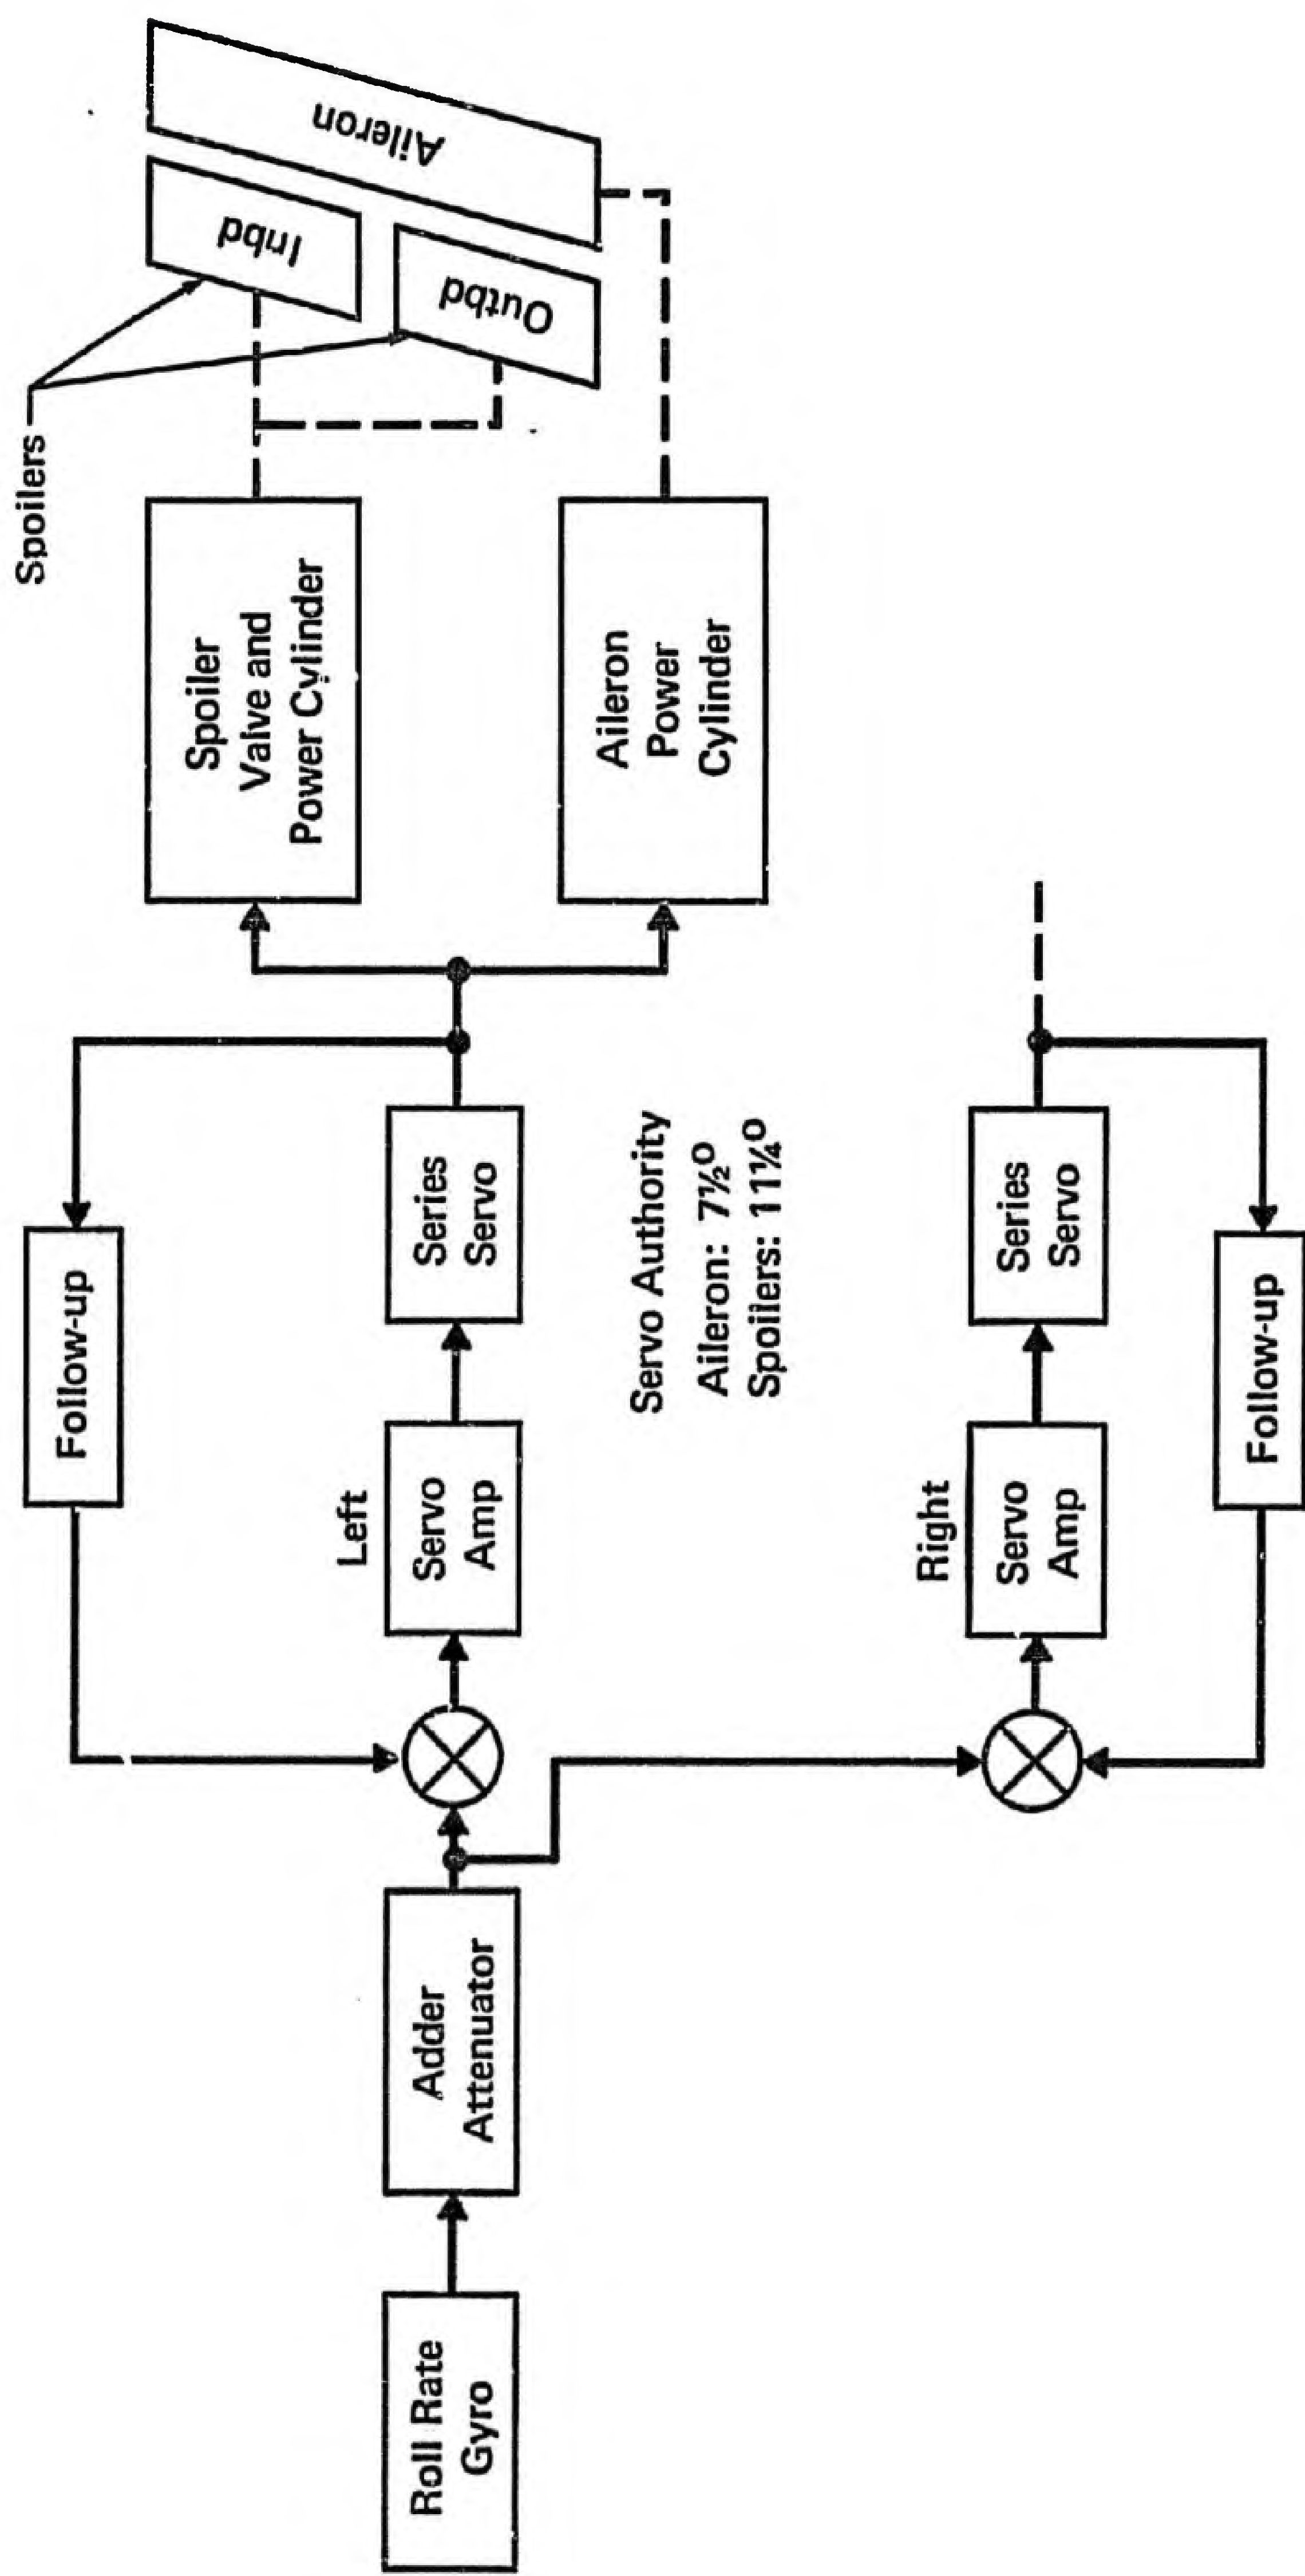 Roll Rate
Gyro
Adder
Attenuator
Follow-up
Left
Servo
Amp
Series
Servo
Spoiler
Valve and
Power Cylinder
Aileron
Power
Cylinder
Spoilers
Inbd
Outbd
Aileron
Servo Authority
Aileron: 7½°
Spoilers: 11¼°
Right
Servo
Amp
Series
Servo
Follow-up